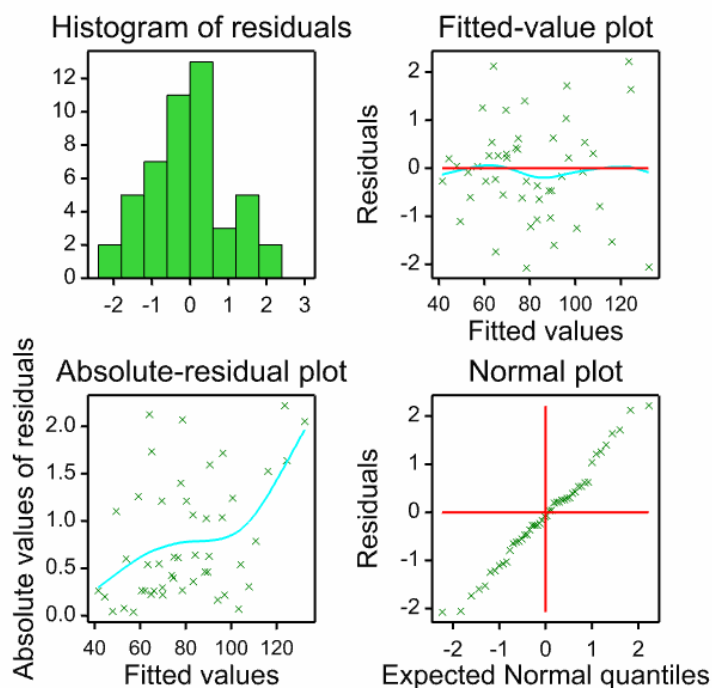 Histogram of residuals
12
10
8
6
4
2
0
-2 -1 0 1 2 3
Fitted-value plot
Residuals
2
1
0
-1
-2
40 60 80 100 120
Fitted values
Absolute-residual plot
Absolute values of residuals
2.0
1.5
1.0
0.5
0.0
40 60 80 100 120
Fitted values
Normal plot
Residuals
2
1
0
-1
-2
-2 -1 0 1 2
Expected Normal quantiles